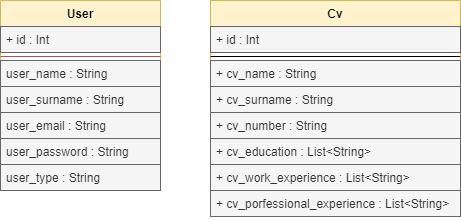 User
+ id : Int
user_name : String
user_surname : String
user_email : String
user_password : String
user_type : String
Cv
+ id : Int
+ cv_name : String
+ cv_surname : String
+ cv_number : String
+ cv_education : List<String>
+ cv_work_experience : List<String>
+ cv_porfessional_experience : List<String>